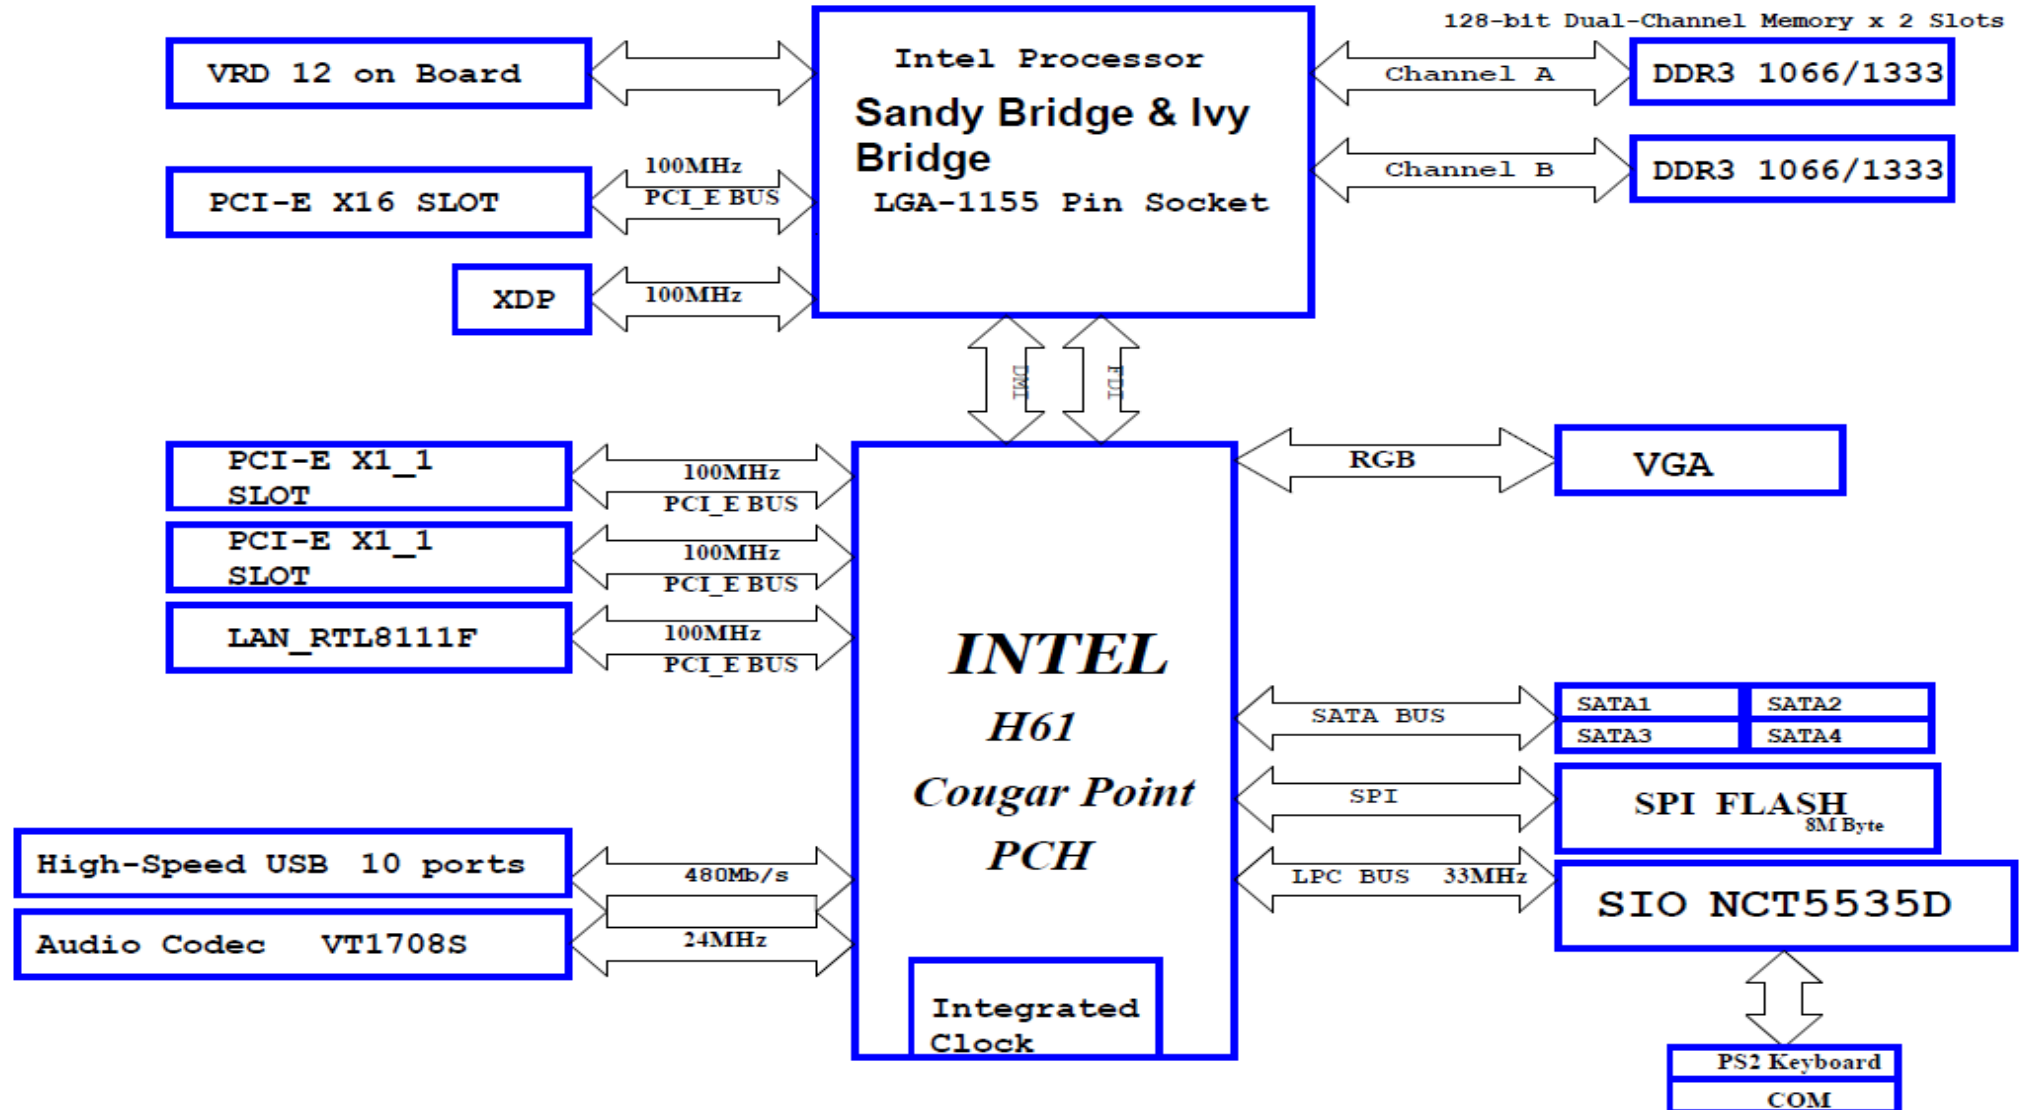 128-bit Dual-Channel Memory x 2 Slots
VRD 12 on Board
Intel Processor
Sandy Bridge & Ivy
Bridge
LGA-1155 Pin Socket
Channel A
DDR3 1066/1333
PCI-E X16 SLOT
100MHz
PCI_E BUS
Channel B
DDR3 1066/1333
XDP
100MHz
DMI
FDI
PCI-E X1_1
SLOT
100MHz
PCI_E BUS
RGB
VGA
PCI-E X1_1
SLOT
100MHz
PCI_E BUS
LAN_RTL8111F
100MHz
PCI_E BUS
INTEL
H61
Cougar Point
PCH
SATA BUS
SATA1
SATA2
SATA3
SATA4
SPI
SPI FLASH
8M Byte
High-Speed USB 10 ports
480Mb/s
LPC BUS 33MHz
SIO NCT5535D
Audio Codec VT1708S
24MHz
Integrated
Clock
PS2 Keyboard
COM